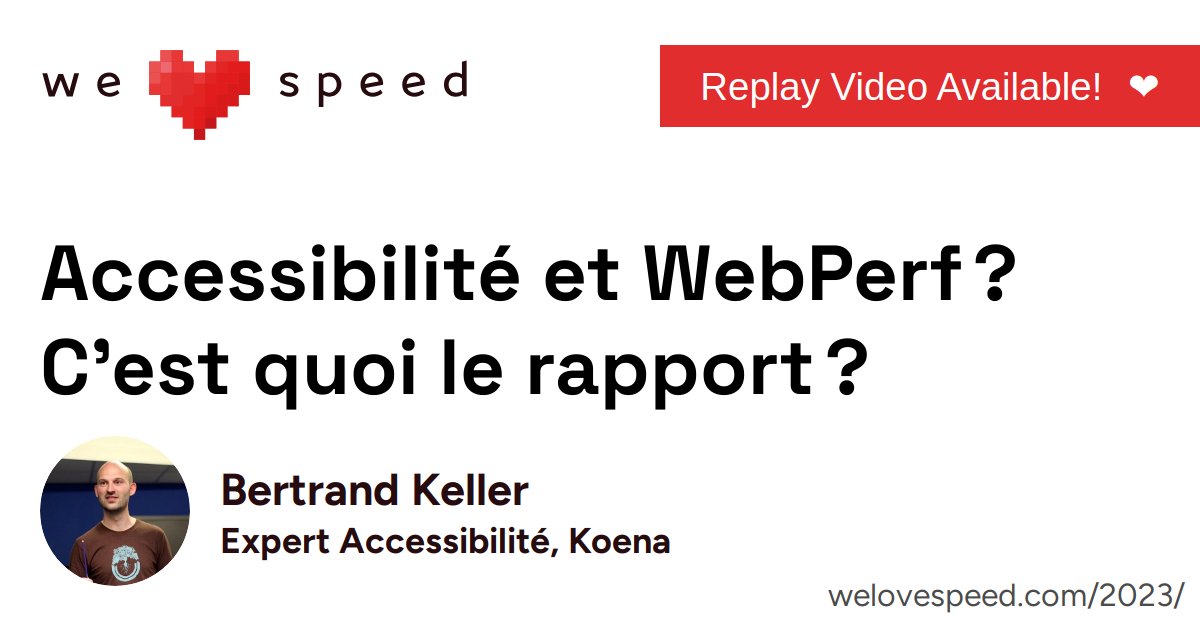 we ❤ speed
Replay Video Available! ❤
Accessibilité et WebPerf ?
C’est quoi le rapport ?
Bertrand Keller
Expert Accessibilité, Koena
welovespeed.com/2023/